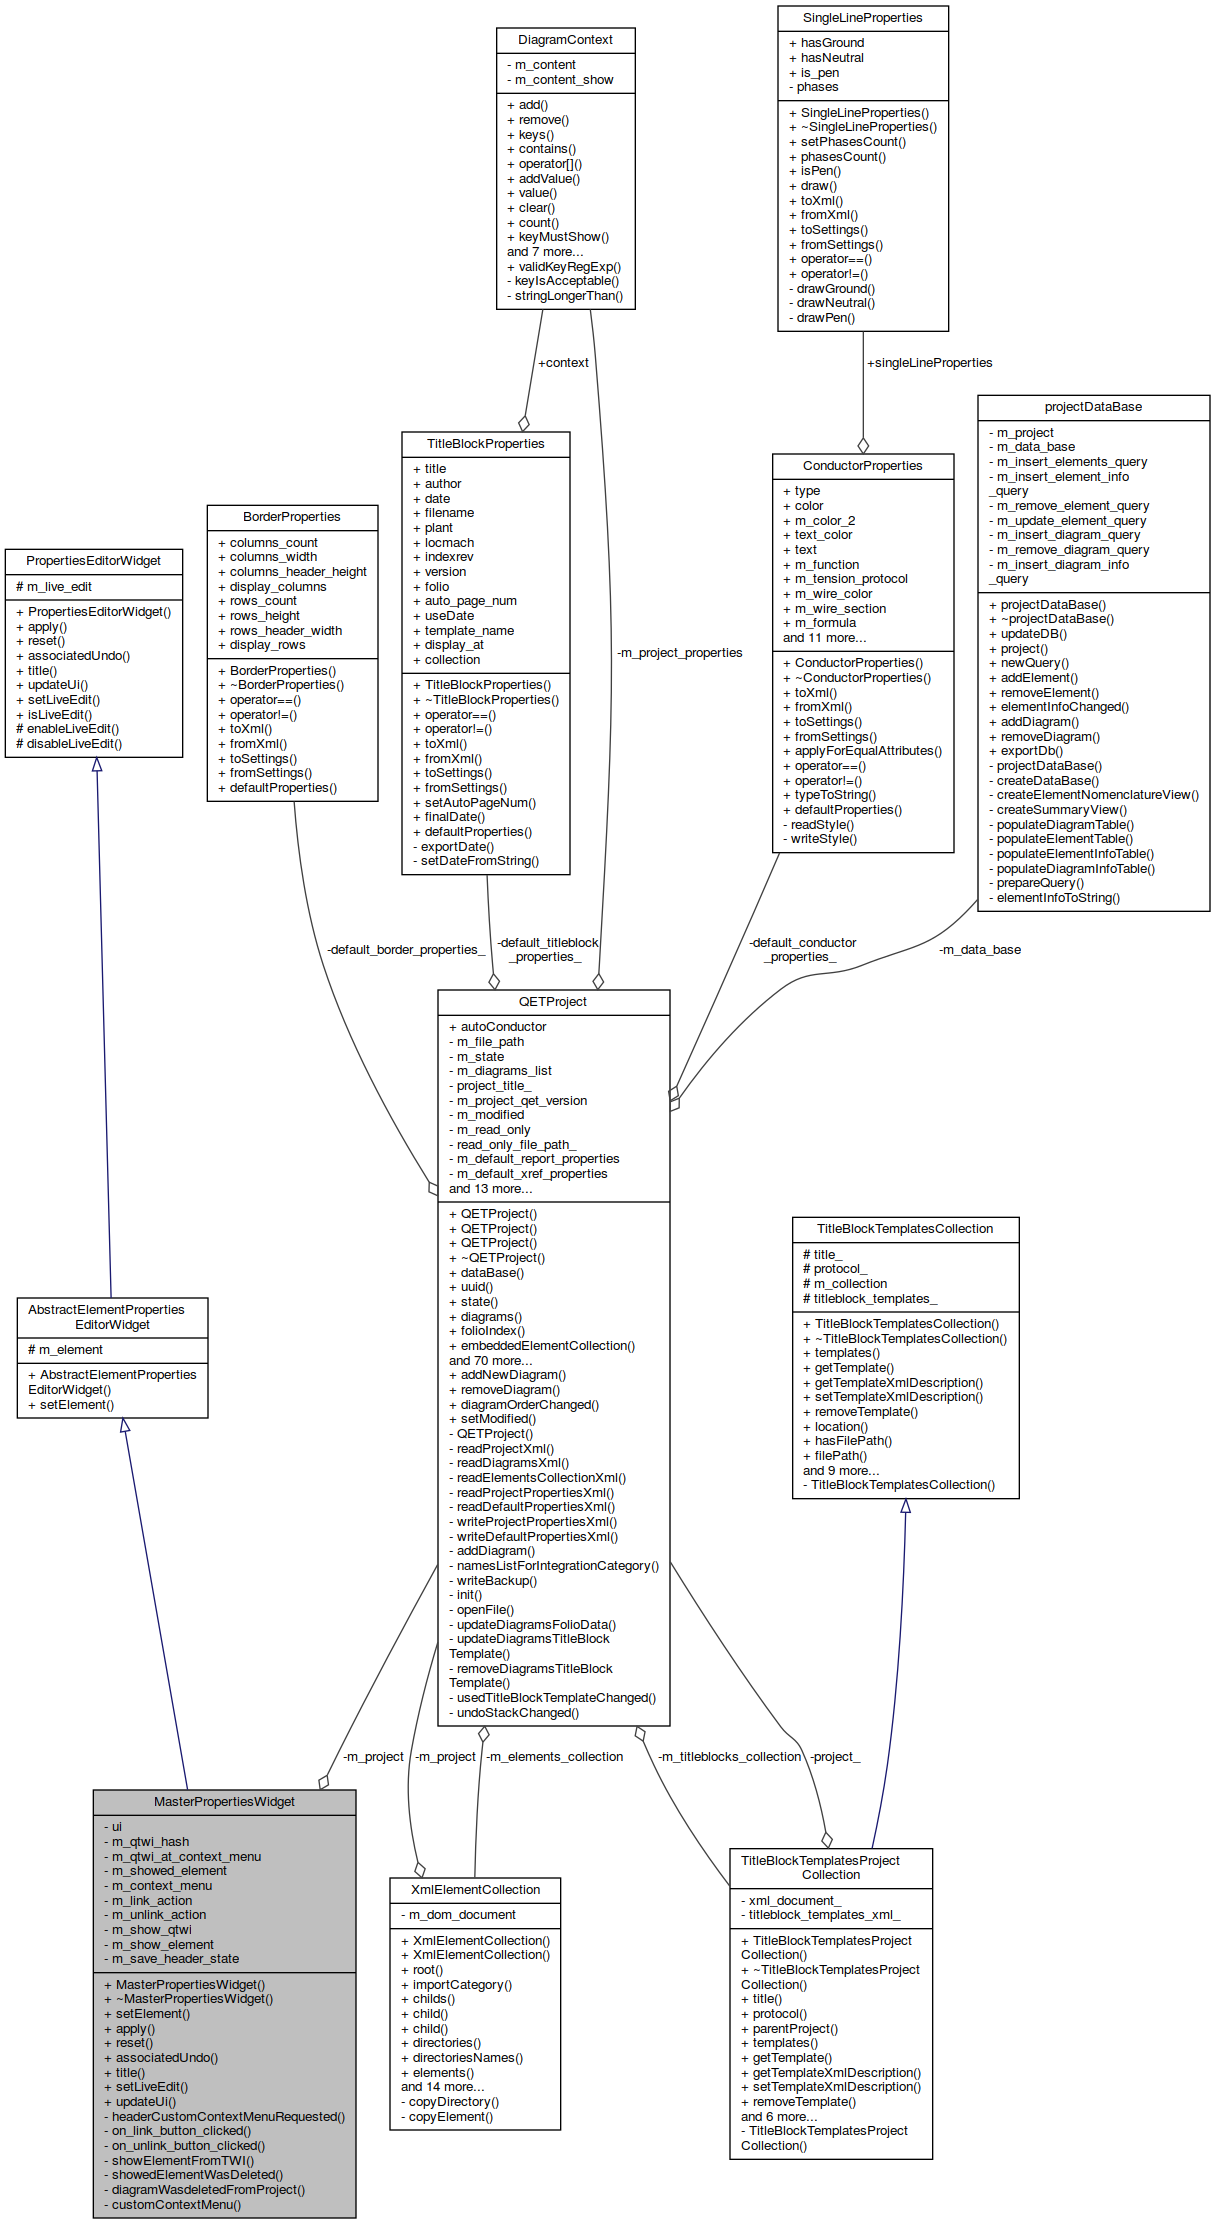 SingleLineProperties
+ hasGround
+ hasNeutral
+ is_pen
- phases
+ SingleLineProperties()
+ ~SingleLineProperties()
+ setPhasesCount()
+ phasesCount()
+ isPen()
+ draw()
+ toXml()
+ fromXml()
+ toSettings()
+ fromSettings()
+ operator==()
+ operator!=()
- drawGround()
- drawNeutral()
- drawPen()
DiagramContext
- m_content
- m_content_show
+ add()
+ remove()
+ keys()
+ contains()
+ operator[]()
+ addValue()
+ value()
+ clear()
+ count()
+ keyMustShow()
and 7 more...
+ validKeyRegExp()
- keyIsAcceptable()
- stringLongerThan()
+context
+singleLineProperties
-m_project_properties
projectDataBase
- m_project
- m_data_base
- m_insert_elements_query
- m_insert_element_info
_query
- m_remove_element_query
- m_update_element_query
- m_insert_diagram_query
- m_remove_diagram_query
- m_insert_diagram_info
_query
+ projectDataBase()
+ ~projectDataBase()
+ updateDB()
+ project()
+ newQuery()
+ addElement()
+ removeElement()
+ elementInfoChanged()
+ addDiagram()
+ removeDiagram()
+ exportDb()
- projectDataBase()
- createDataBase()
- createElementNomenclatureView()
- createSummaryView()
- populateDiagramTable()
- populateElementTable()
- populateElementInfoTable()
- populateDiagramInfoTable()
- prepareQuery()
- elementInfoToString()
TitleBlockProperties
+ title
+ author
+ date
+ filename
+ plant
+ locmach
+ indexrev
+ version
+ folio
+ auto_page_num
+ useDate
+ template_name
+ display_at
+ collection
+ TitleBlockProperties()
+ ~TitleBlockProperties()
+ operator==()
+ operator!=()
+ toXml()
+ fromXml()
+ toSettings()
+ fromSettings()
+ setAutoPageNum()
+ finalDate()
+ defaultProperties()
- exportDate()
- setDateFromString()
ConductorProperties
+ type
+ color
+ m_color_2
+ text_color
+ text
+ m_function
+ m_tension_protocol
+ m_wire_color
+ m_wire_section
+ m_formula
and 11 more...
+ ConductorProperties()
+ ~ConductorProperties()
+ toXml()
+ fromXml()
+ toSettings()
+ fromSettings()
+ applyForEqualAttributes()
+ operator==()
+ operator!=()
+ typeToString()
+ defaultProperties()
- readStyle()
- writeStyle()
BorderProperties
+ columns_count
+ columns_width
+ columns_header_height
+ display_columns
+ rows_count
+ rows_height
+ rows_header_width
+ display_rows
+ BorderProperties()
+ ~BorderProperties()
+ operator==()
+ operator!=()
+ toXml()
+ fromXml()
+ toSettings()
+ fromSettings()
+ defaultProperties()
PropertiesEditorWidget
# m_live_edit
+ PropertiesEditorWidget()
+ apply()
+ reset()
+ associatedUndo()
+ title()
+ updateUi()
+ setLiveEdit()
+ isLiveEdit()
# enableLiveEdit()
# disableLiveEdit()
-default_border_properties_
-default_titleblock
_properties_
-default_conductor
_properties_
-m_data_base
QETProject
+ autoConductor
- m_file_path
- m_state
- m_diagrams_list
- project_title_
- m_project_qet_version
- m_modified
- m_read_only
- read_only_file_path_
- m_default_report_properties
- m_default_xref_properties
and 13 more...
+ QETProject()
+ QETProject()
+ QETProject()
+ ~QETProject()
+ dataBase()
+ uuid()
+ state()
+ diagrams()
+ folioIndex()
+ embeddedElementCollection()
and 70 more...
+ addNewDiagram()
+ removeDiagram()
+ diagramOrderChanged()
+ setModified()
- QETProject()
- readProjectXml()
- readDiagramsXml()
- readElementsCollectionXml()
- readProjectPropertiesXml()
- readDefaultPropertiesXml()
- writeProjectPropertiesXml()
- writeDefaultPropertiesXml()
- addDiagram()
- namesListForIntegrationCategory()
- writeBackup()
- init()
- openFile()
- updateDiagramsFolioData()
- updateDiagramsTitleBlock
Template()
- removeDiagramsTitleBlock
Template()
- usedTitleBlockTemplateChanged()
- undoStackChanged()
TitleBlockTemplatesCollection
# title_
# protocol_
# m_collection
# titleblock_templates_
+ TitleBlockTemplatesCollection()
+ ~TitleBlockTemplatesCollection()
+ templates()
+ getTemplate()
+ getTemplateXmlDescription()
+ setTemplateXmlDescription()
+ removeTemplate()
+ location()
+ hasFilePath()
+ filePath()
and 9 more...
- TitleBlockTemplatesCollection()
AbstractElementProperties
EditorWidget
# m_element
+ AbstractElementProperties
EditorWidget()
+ setElement()
-m_project
-m_project
-m_elements_collection
-m_titleblocks_collection
-project_
MasterPropertiesWidget
- ui
- m_qtwi_hash
- m_qtwi_at_context_menu
- m_showed_element
- m_context_menu
- m_link_action
- m_unlink_action
- m_show_qtwi
- m_show_element
- m_save_header_state
+ MasterPropertiesWidget()
+ ~MasterPropertiesWidget()
+ setElement()
+ apply()
+ reset()
+ associatedUndo()
+ title()
+ setLiveEdit()
+ updateUi()
- headerCustomContextMenuRequested()
- on_link_button_clicked()
- on_unlink_button_clicked()
- showElementFromTWI()
- showedElementWasDeleted()
- diagramWasdeletedFromProject()
- customContextMenu()
XmlElementCollection
- m_dom_document
+ XmlElementCollection()
+ XmlElementCollection()
+ root()
+ importCategory()
+ childs()
+ child()
+ child()
+ directories()
+ directoriesNames()
+ elements()
and 14 more...
- copyDirectory()
- copyElement()
TitleBlockTemplatesProject
Collection
- xml_document_
- titleblock_templates_xml_
+ TitleBlockTemplatesProject
Collection()
+ ~TitleBlockTemplatesProject
Collection()
+ title()
+ protocol()
+ parentProject()
+ templates()
+ getTemplate()
+ getTemplateXmlDescription()
+ setTemplateXmlDescription()
+ removeTemplate()
and 6 more...
- TitleBlockTemplatesProject
Collection()